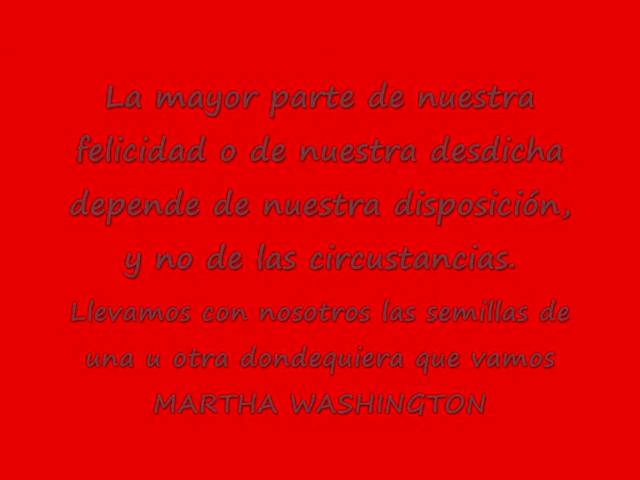 La mayor parte de nuestra
felicidad o de nuestra desdicha
depende de nuestra disposición,
y no de las circustancias.
Llevamos con nosotros las semillas de
una u otra dondequiera que vamos
MARTHA WASHINGTON